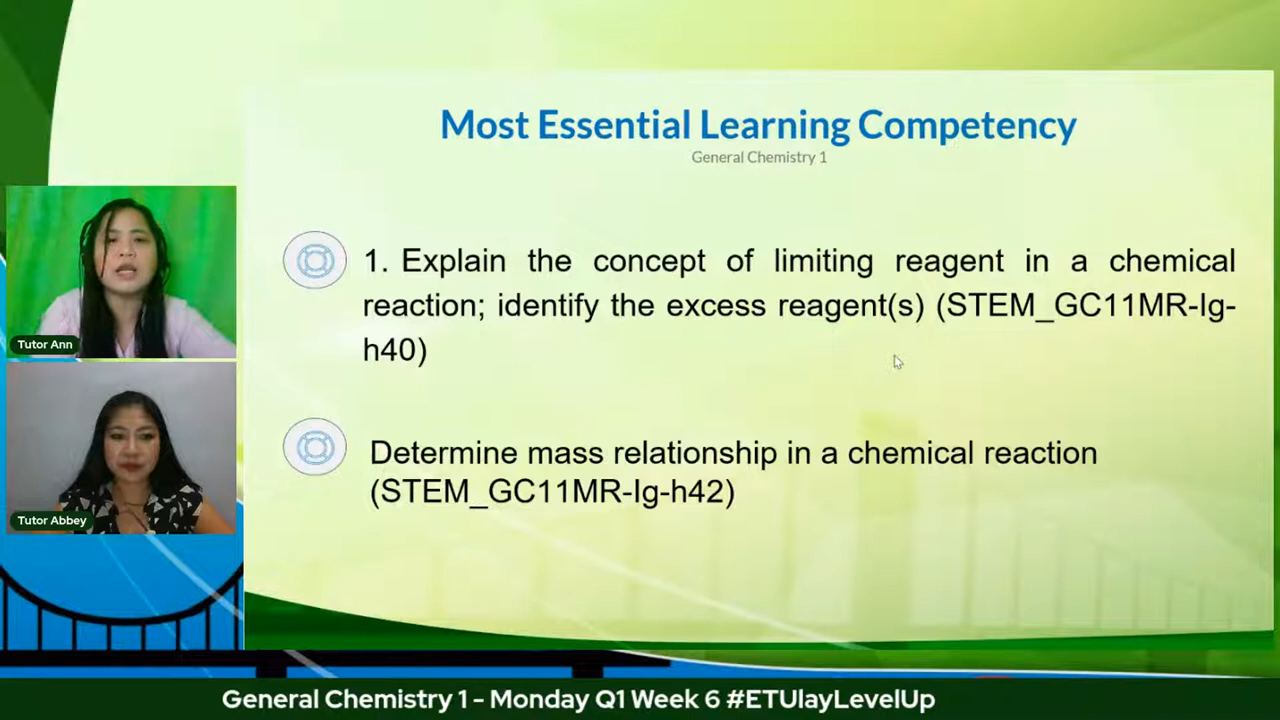 Most Essential Learning Competency
General Chemistry 1
1. Explain the concept of limiting reagent in a chemical
reaction; identify the excess reagent(s) (STEM_GC11MR-Ig-
h40)
Determine mass relationship in a chemical reaction
(STEM_GC11MR-Ig-h42)
Tutor Ann
Tutor Abbey
General Chemistry 1 - Monday Q1 Week 6 #ETUlayLevelUp